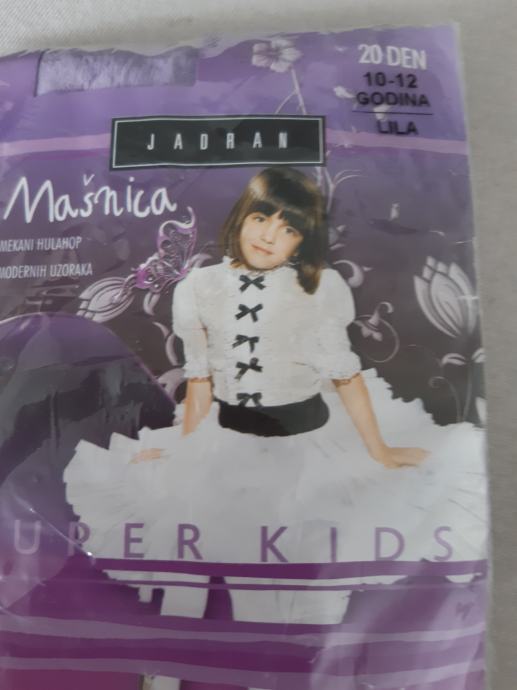 20 DEN
10-12
GODINA
LILA
JADRAN
Mašnica
MEKANI HULAHOP
MODERNIH UZORAKA
UPER KIDS